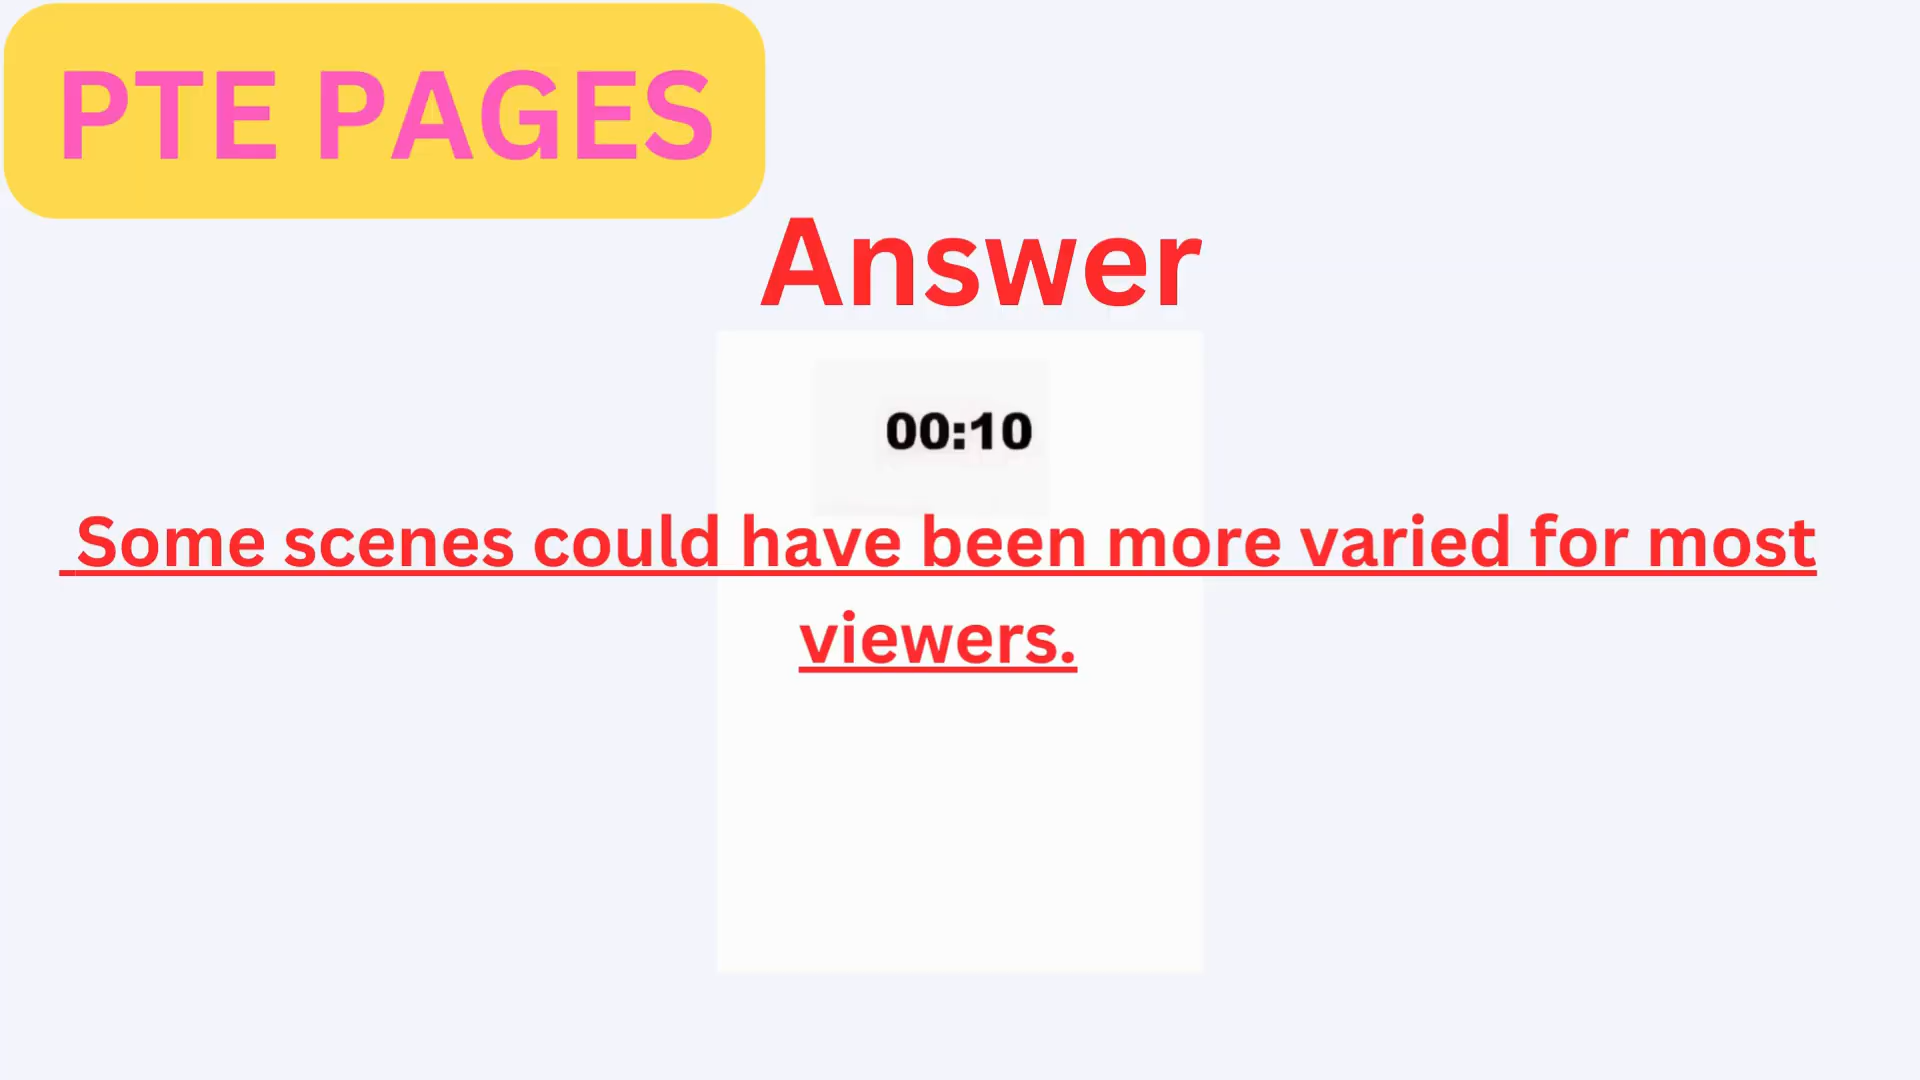 PTE PAGES
Answer
00:10
Some scenes could have been more varied for most
viewers.